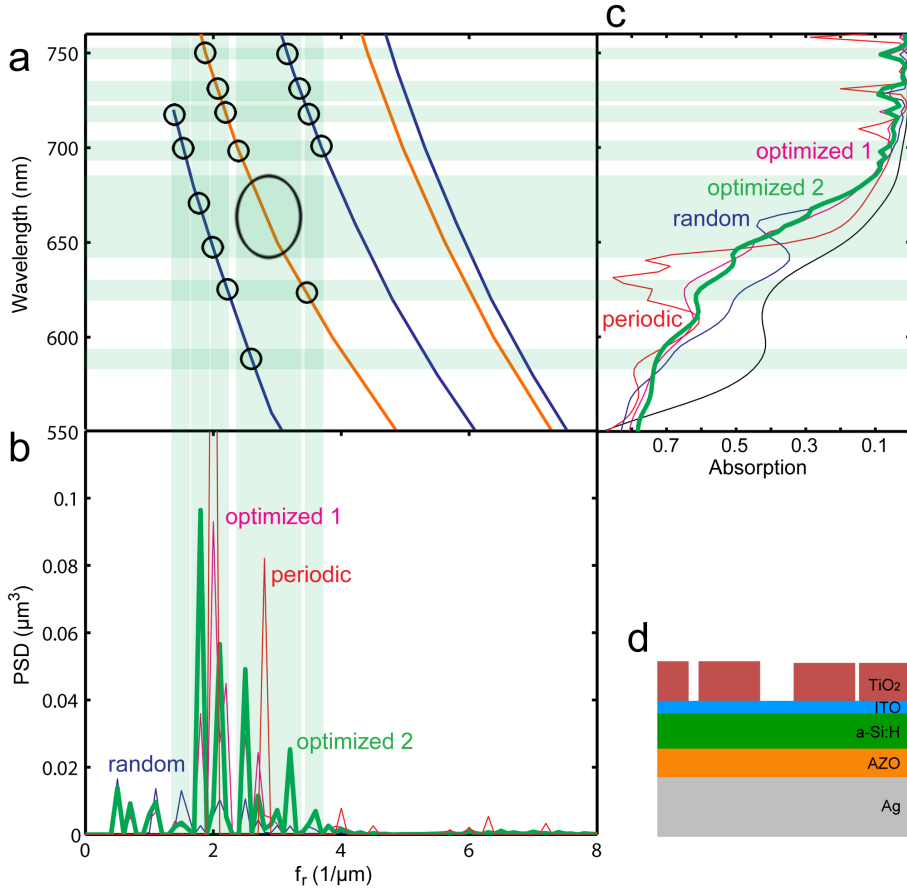 a
750
700
650
600
550
Wavelength (nm)
c
optimized 1
optimized 2
random
periodic
0.7
0.5
0.3
0.1
Absorption
b
0.1
0.08
0.06
0.04
0.02
0
PSD (μm³)
optimized 1
periodic
optimized 2
random
0
2
4
6
8
fr (1/μm)
d
TiO₂
ITO
a-Si:H
AZO
Ag